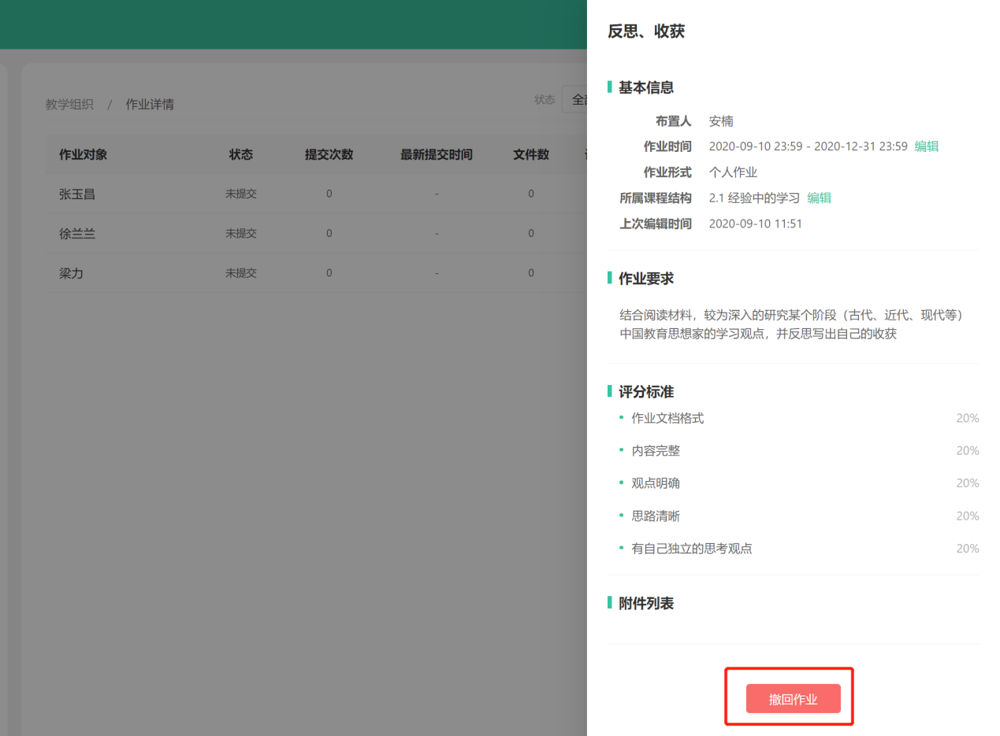 教学组织 / 作业详情
状态 全部
作业对象 状态 提交次数 最新提交时间 文件数
张玉昌 未提交 0 - 0
徐兰兰 未提交 0 - 0
梁力 未提交 0 - 0
反思、收获
基本信息
布置人 安楠
作业时间 2020-09-10 23:59 - 2020-12-31 23:59 编辑
作业形式 个人作业
所属课程结构 2.1 经验中的学习 编辑
上次编辑时间 2020-09-10 11:51
作业要求
结合阅读材料，较为深入的研究某个阶段（古代、近代、现代等）
中国教育思想家的学习观点，并反思写出自己的收获
评分标准
作业文档格式 20%
内容完整 20%
观点明确 20%
思路清晰 20%
有自己独立的思考观点 20%
附件列表
撤回作业